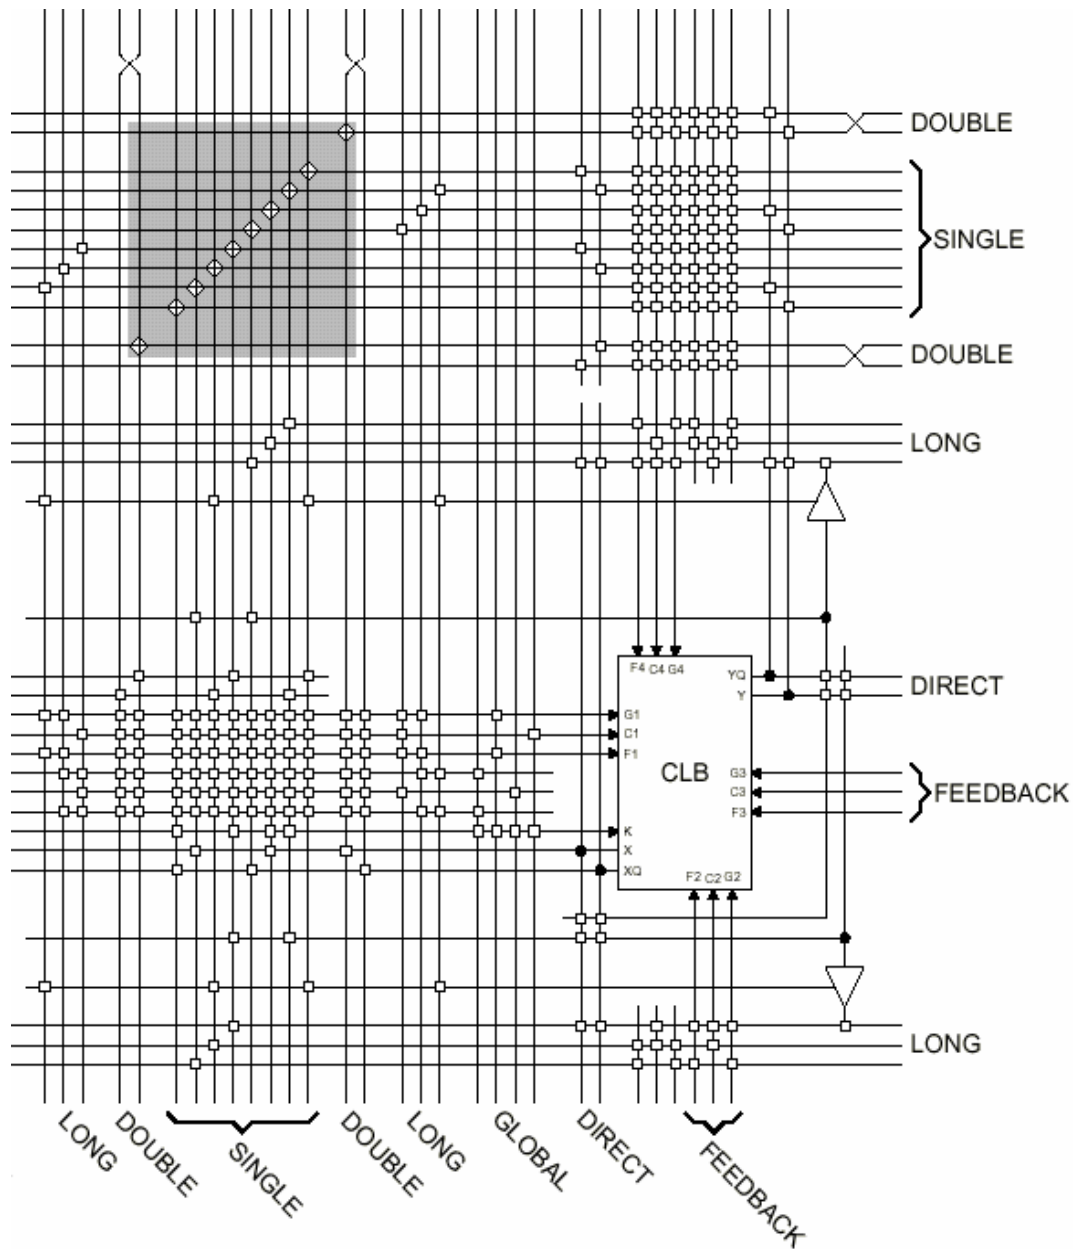 DOUBLE
SINGLE
DOUBLE
LONG
F4 C4 G4
YQ
Y
DIRECT
G1
C1
F1
CLB
G3
C3
F3
FEEDBACK
K
X
XQ
F2 C2 G2
LONG
LONG
DOUBLE
SINGLE
DOUBLE
LONG
GLOBAL
DIRECT
FEEDBACK